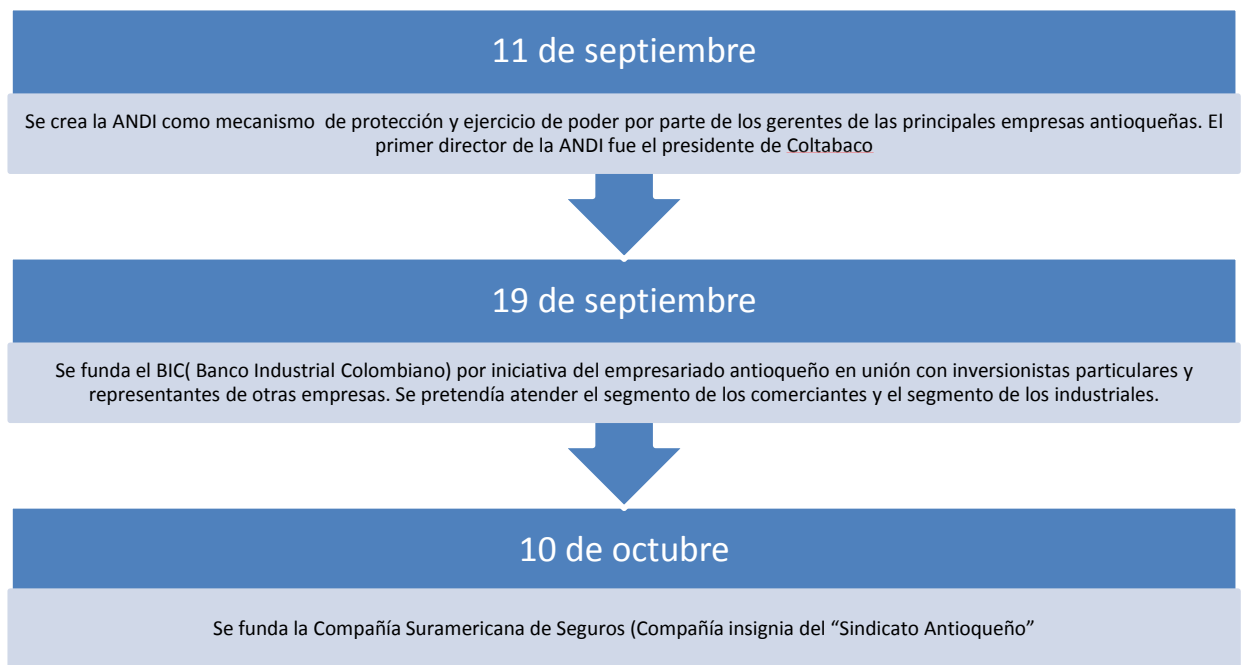 11 de septiembre
Se crea la ANDI como mecanismo  de protección y ejercicio de poder por parte de los gerentes de las principales empresas antioqueñas. El
primer director de la ANDI fue el presidente de Coltabaco
19 de septiembre
Se funda el BIC( Banco Industrial Colombiano) por iniciativa del empresariado antioqueño en unión con inversionistas particulares y
representantes de otras empresas. Se pretendía atender el segmento de los comerciantes y el segmento de los industriales.
10 de octubre
Se funda la Compañía Suramericana de Seguros (Compañía insignia del “Sindicato Antioqueño”